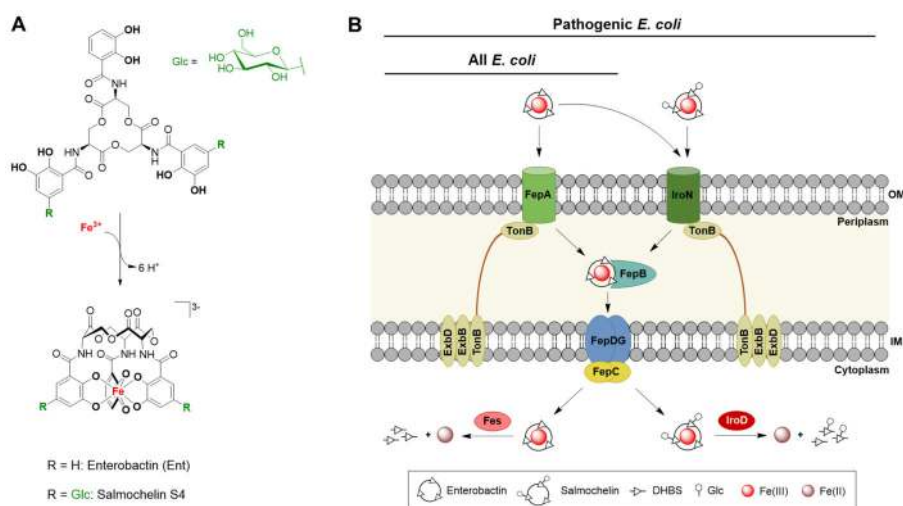 A
OH
OH
O
NH
Glc =
HO
HO
HO
O
OH
O
O
O
O
O
O
OH
HO
N
H
O
O
N
H
O
R
OH
OH
R
Fe³⁺
6 H⁺
3-
O
O
O
O
NH
HN
NH
O
O
O
O
Fe
O
R
R
R = H: Enterobactin (Ent)
R = Glc: Salmochelin S4
B
Pathogenic E. coli
All E. coli
FepA
IroN
OM
TonB
TonB
Periplasm
FepB
ExbD
ExbB
TonB
FepDG
TonB
ExbB
ExbD
IM
FepC
Cytoplasm
+
Fes
IroD
+
Enterobactin
Salmochelin
DHBS
Glc
Fe(III)
Fe(II)